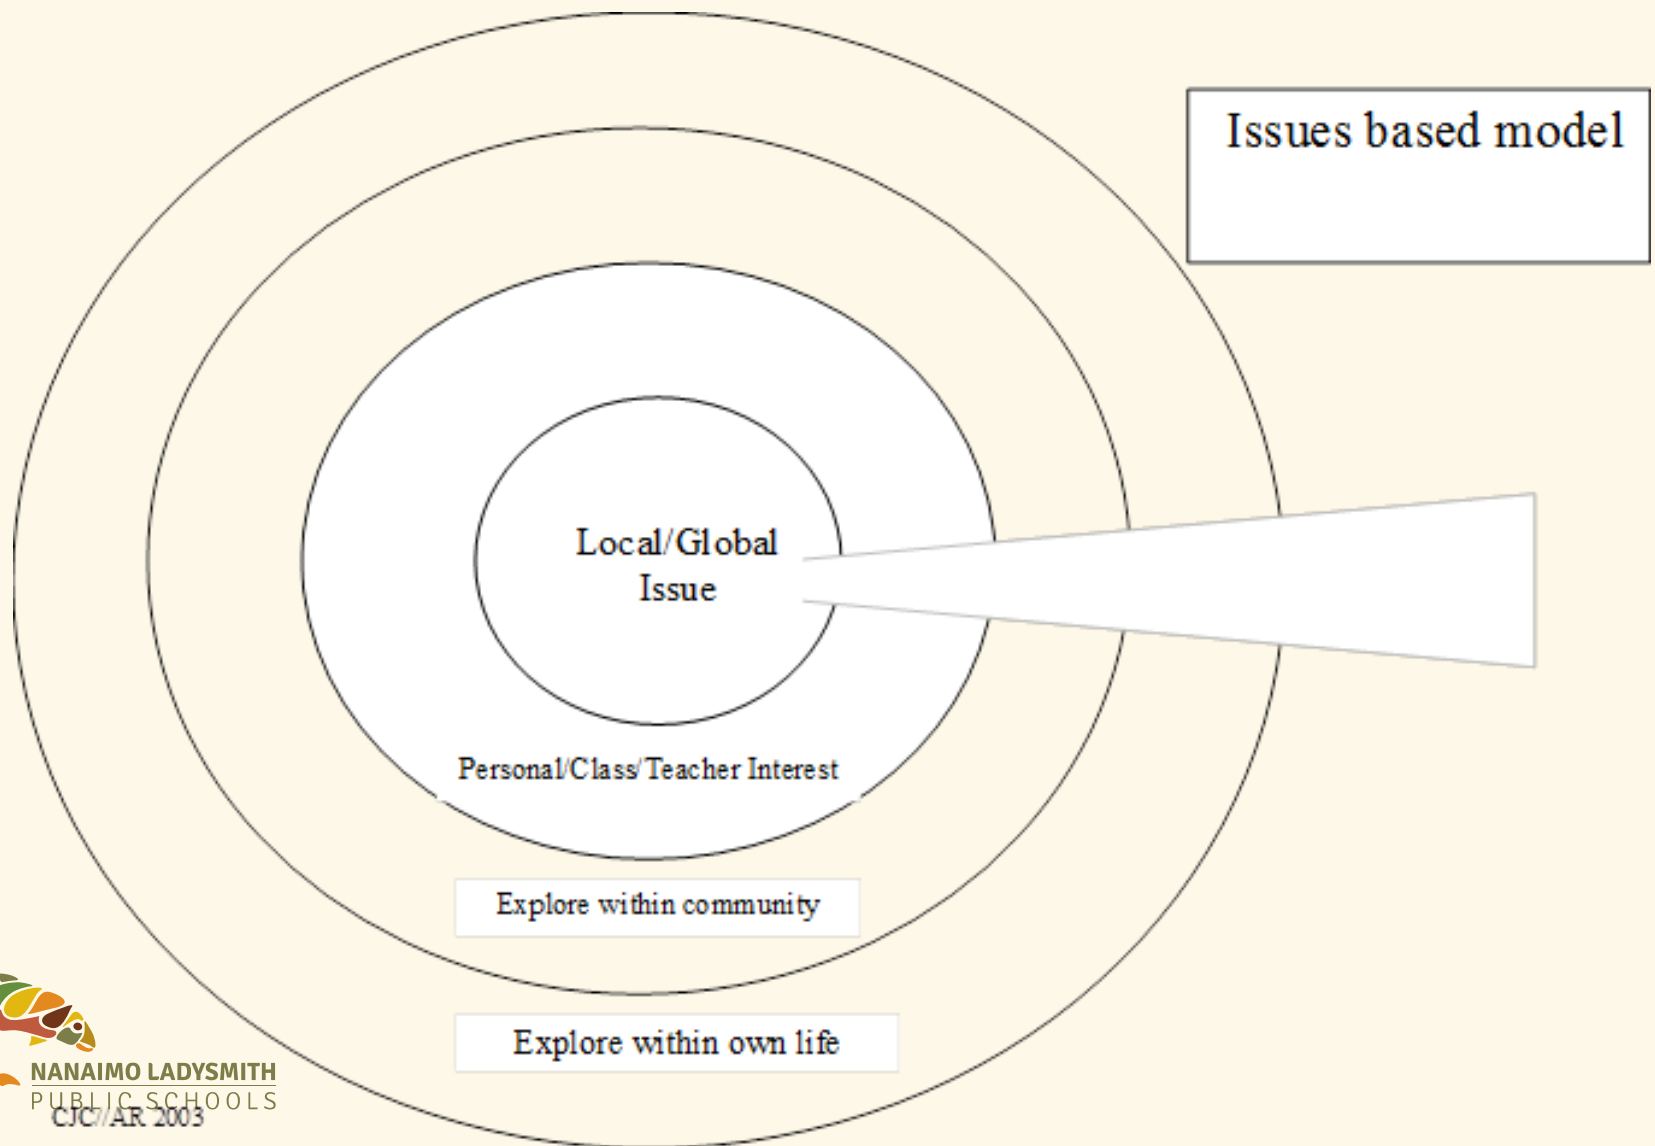 Issues based model
Local/Global
Issue
Personal/Class/Teacher Interest
Explore within community
Explore within own life
NANAIMO LADYSMITH
PUBLIC SCHOOLS
CJC//AR 2003